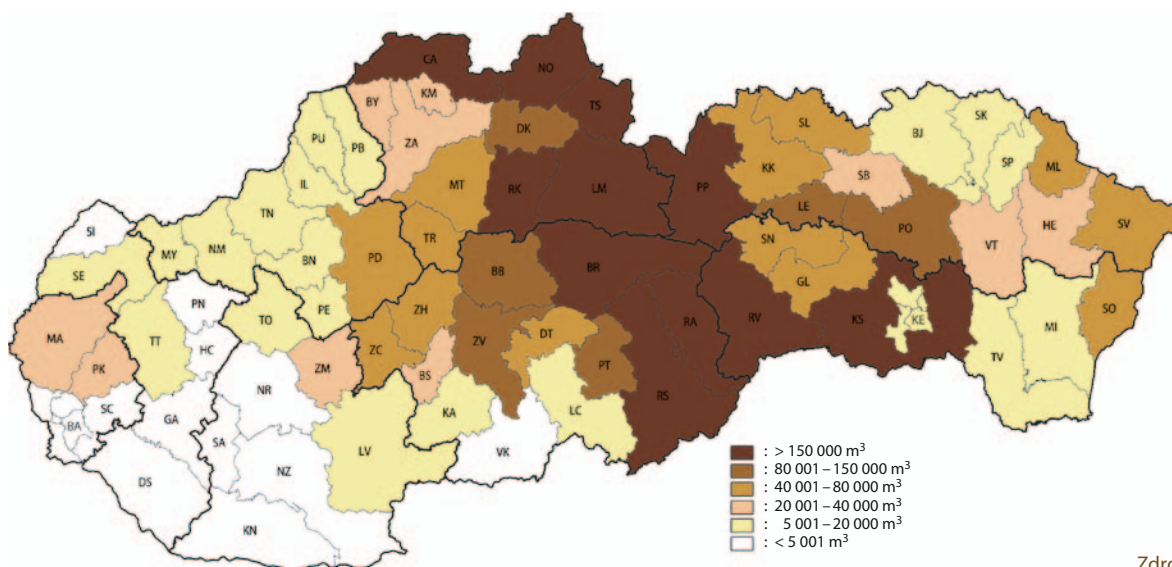 CA
NO
BY
KM
TS
PU
PB
ZA
DK
SL
BJ
SK
SP
ML
IL
MT
RK
LM
PP
KK
SB
TN
LE
PO
VT
HE
SV
SI
MY
NM
BN
PD
TR
BB
BR
SN
GL
SE
PN
TO
PE
ZH
ZV
DT
RA
RV
KS
KE
MI
SO
MA
TT
HC
ZC
PT
TV
PK
ZM
BS
RS
SC
NR
KA
LC
BA
GA
SA
LV
VK
DS
NZ
KN
: > 150 000 m³
: 80 001 – 150 000 m³
: 40 001 – 80 000 m³
: 20 001 – 40 000 m³
: 5 001 – 20 000 m³
: < 5 001 m³
Zdro